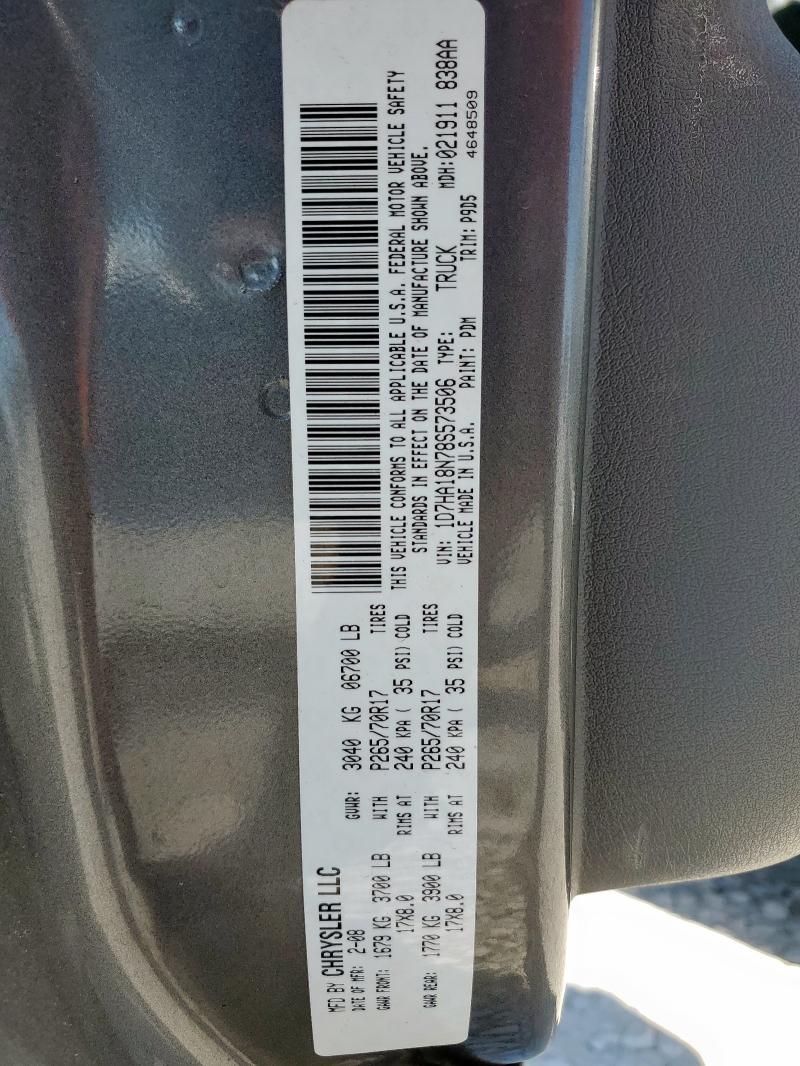 MFD BY CHRYSLER LLC
DATE OF MFR: 2-08 GVWR: 3040 KG 06700 LB
GAWR FRONT: 1679 KG 3700 LB WITH P265/70R17 TIRES
17X8.0 RIMS AT 240 KPA ( 35 PSI) COLD
GAWR REAR: 1770 KG 3900 LB WITH P265/70R17 TIRES
17X8.0 RIMS AT 240 KPA ( 35 PSI) COLD
THIS VEHICLE CONFORMS TO ALL APPLICABLE U.S.A. FEDERAL MOTOR VEHICLE SAFETY
STANDARDS IN EFFECT ON THE DATE OF MANUFACTURE SHOWN ABOVE.
VIN: 1D7HA18N78S573506 TYPE: TRUCK MDH:021911 838AA
VEHICLE MADE IN U.S.A. PAINT: PDM TRIM: P9D5 4648509